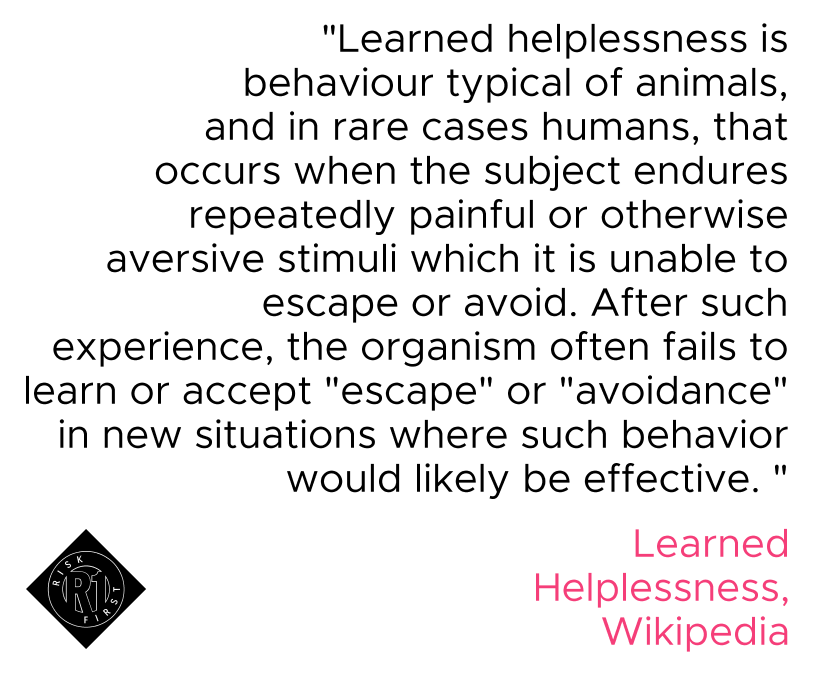 "Learned helplessness is
behaviour typical of animals,
and in rare cases humans, that
occurs when the subject endures
repeatedly painful or otherwise
aversive stimuli which it is unable to
escape or avoid. After such
experience, the organism often fails to
learn or accept "escape" or "avoidance"
in new situations where such behavior
would likely be effective. "
Learned
Helplessness,
Wikipedia
RISK
R1
FIRST